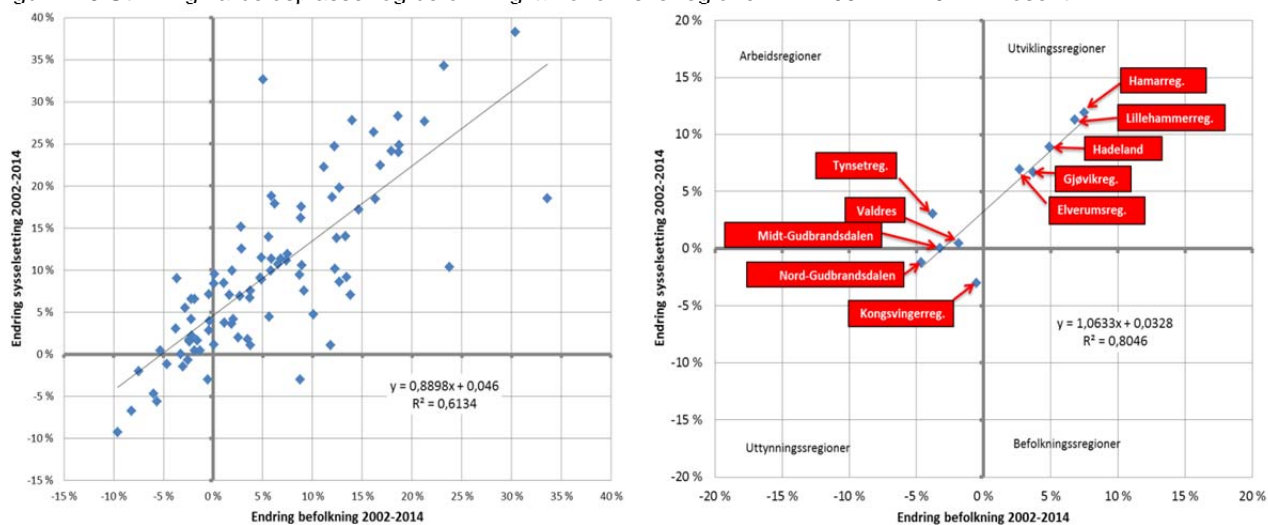 40 %
35 %
30 %
25 %
20 %
15 %
10 %
5 %
0 %
-5 %
-10 %
-15 %
-15 %
-10 %
-5 %
0 %
5 %
10 %
15 %
20 %
25 %
30 %
35 %
40 %
Endring sysselsetting 2002-2014
Endring befolkning 2002-2014
y = 0,8898x + 0,046
R² = 0,6134
20 %
15 %
10 %
5 %
0 %
-5 %
-10 %
-15 %
-20 %
-20 %
-15 %
-10 %
-5 %
0 %
5 %
10 %
15 %
20 %
Endring sysselsetting 2002-2014
Endring befolkning 2002-2014
Arbeidsregioner
Utviklingsregioner
Hamarreg.
Lillehammerreg.
Hadeland
Tynsetreg.
Gjøvikreg.
Valdres
Elverumsreg.
Midt-Gudbrandsdalen
Nord-Gudbrandsdalen
Kongsvingerreg.
y = 1,0633x + 0,0328
R² = 0,8046
Uttynningsregioner
Befolkningsregioner